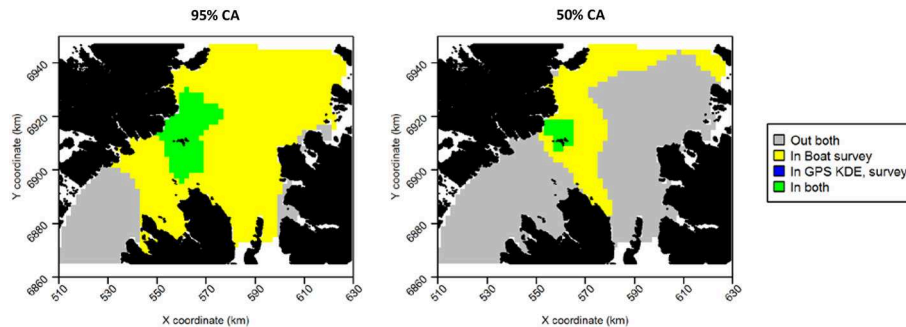 95% CA
50% CA
Y coordinate (km)
6940
6920
6900
6880
6860
510
530
550
570
590
610
630
X coordinate (km)
Y coordinate (km)
6940
6920
6900
6880
6860
510
530
550
570
590
610
630
X coordinate (km)
Out both
In Boat survey
In GPS KDE, survey
In both